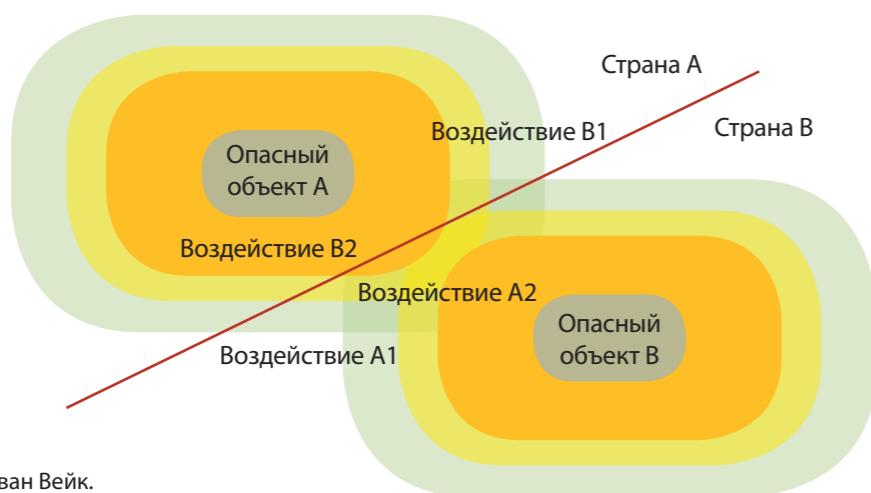 Страна А
Страна В
Воздействие В1
Опасный
объект А
Воздействие В2
Воздействие А2
Опасный
объект В
Воздействие А1
ван Вейк.